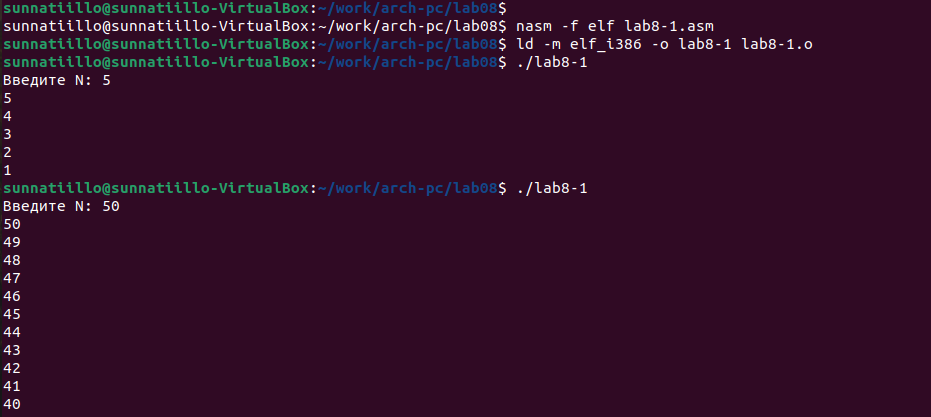 sunnatiillo@sunnatiillo-VirtualBox:~/work/arch-pc/lab08$
sunnatiillo@sunnatiillo-VirtualBox:~/work/arch-pc/lab08$ nasm -f elf lab8-1.asm
sunnatiillo@sunnatiillo-VirtualBox:~/work/arch-pc/lab08$ ld -m elf_i386 -o lab8-1 lab8-1.o
sunnatiillo@sunnatiillo-VirtualBox:~/work/arch-pc/lab08$ ./lab8-1
Введите N: 5
5
4
3
2
1
sunnatiillo@sunnatiillo-VirtualBox:~/work/arch-pc/lab08$ ./lab8-1
Введите N: 50
50
49
48
47
46
45
44
43
42
41
40